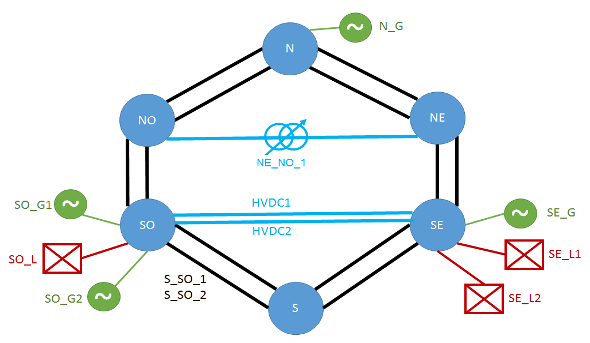 N_G
N
NO
NE
NE_NO_1
SO_G1
HVDC1
SE_G
SO
SE
HVDC2
SO_L
SE_L1
S_SO_1
SO_G2
S_SO_2
SE_L2
S